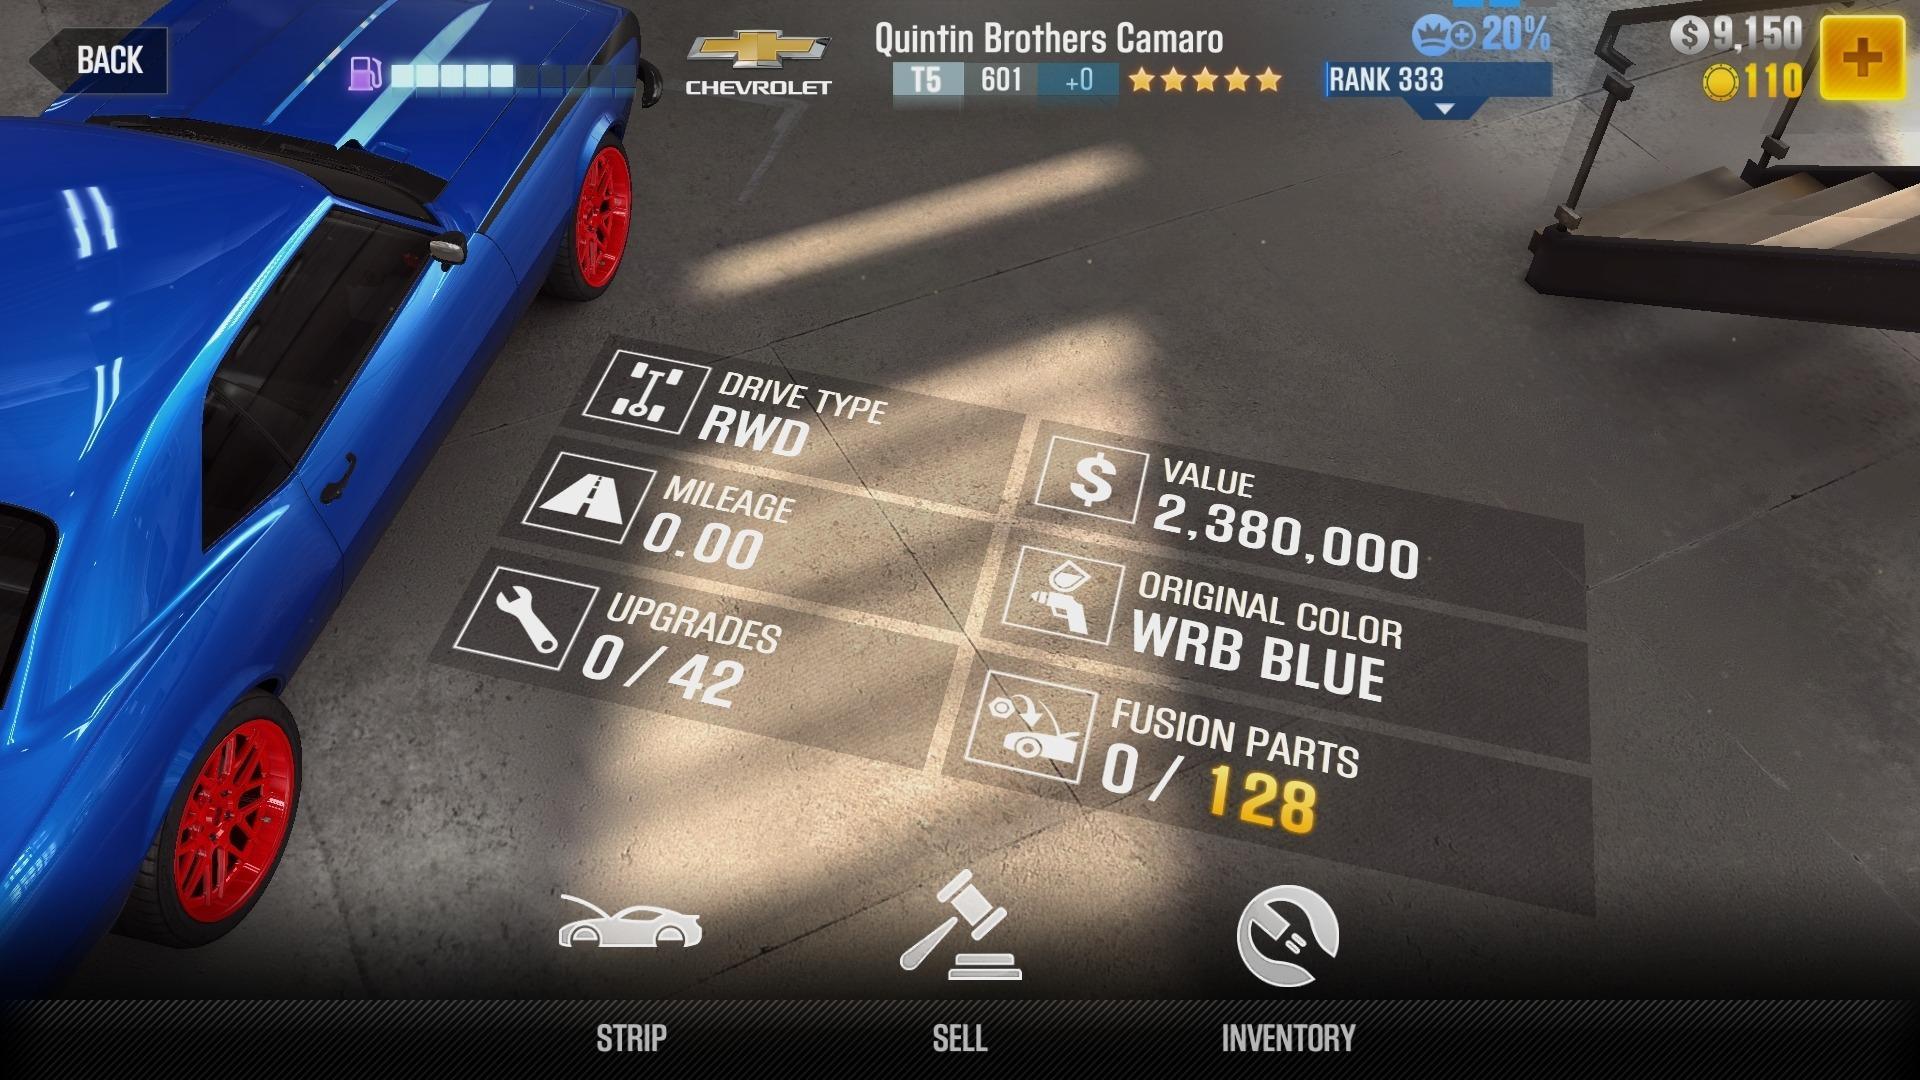 BACK
CHEVROLET
Quintin Brothers Camaro
T5 601 +0
RANK 333
20%
$ 9,150
110
DRIVE TYPE
RWD
MILEAGE
0.00
UPGRADES
0 / 42
$ VALUE
2,380,000
ORIGINAL COLOR
WRB BLUE
FUSION PARTS
0 / 128
STRIP
SELL
INVENTORY